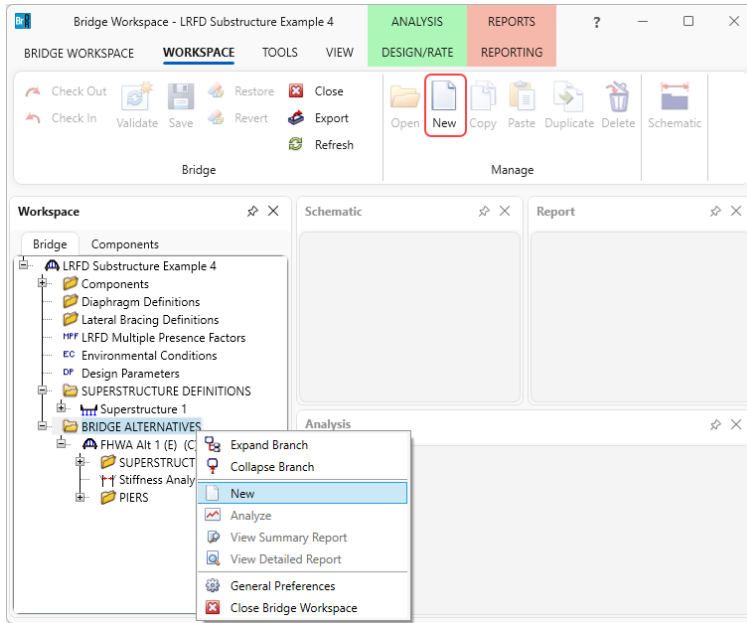 Br Bridge Workspace - LRFD Substructure Example 4 ANALYSIS REPORTS ?
BRIDGE WORKSPACE WORKSPACE TOOLS VIEW DESIGN/RATE REPORTING
Check Out Restore Close
Check In Validate Save Revert Export
Refresh
Open New Copy Paste Duplicate Delete Schematic
Bridge Manage
Workspace
Bridge Components
LRFD Substructure Example 4
Components
Diaphragm Definitions
Lateral Bracing Definitions
MPF LRFD Multiple Presence Factors
EC Environmental Conditions
DP Design Parameters
SUPERSTRUCTURE DEFINITIONS
Superstructure 1
BRIDGE ALTERNATIVES
FHWA Alt 1 (E) (C
SUPERSTRUCT
Stiffness Analy
PIERS
Expand Branch
Collapse Branch
New
Analyze
View Summary Report
View Detailed Report
General Preferences
Close Bridge Workspace
Schematic
Report
Analysis